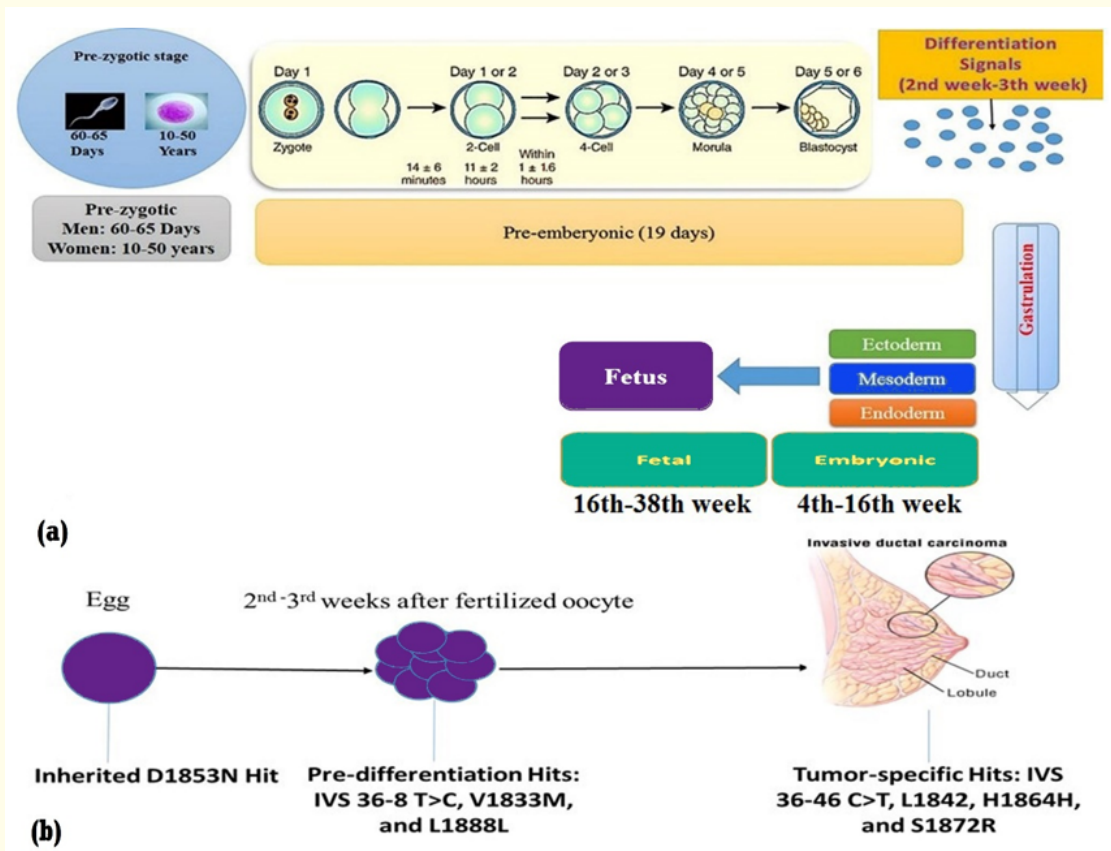 Pre-zygotic stage
60-65
Days
10-50
Years
Pre-zygotic
Men: 60-65 Days
Women: 10-50 years
Day 1
Day 1 or 2
Day 2 or 3
Day 4 or 5
Day 5 or 6
Zygote
2-Cell
4-Cell
Morula
Blastocyst
14 ± 6
minutes
11 ± 2
hours
Within
1 ± 1.6
hours
Pre-emberyonic (19 days)
Differentiation
Signals
(2nd week-3th week)
Gastrulation
Ectoderm
Mesoderm
Endoderm
Fetus
Fetal
Embryonic
16th-38th week
4th-16th week
(a)
Egg
2nd-3rd weeks after fertilized oocyte
Invasive ductal carcinoma
Duct
Lobule
Inherited D1853N Hit
Pre-differentiation Hits:
IVS 36-8 T>C, V1833M,
and L1888L
Tumor-specific Hits: IVS
36-46 C>T, L1842, H1864H,
and S1872R
(b)